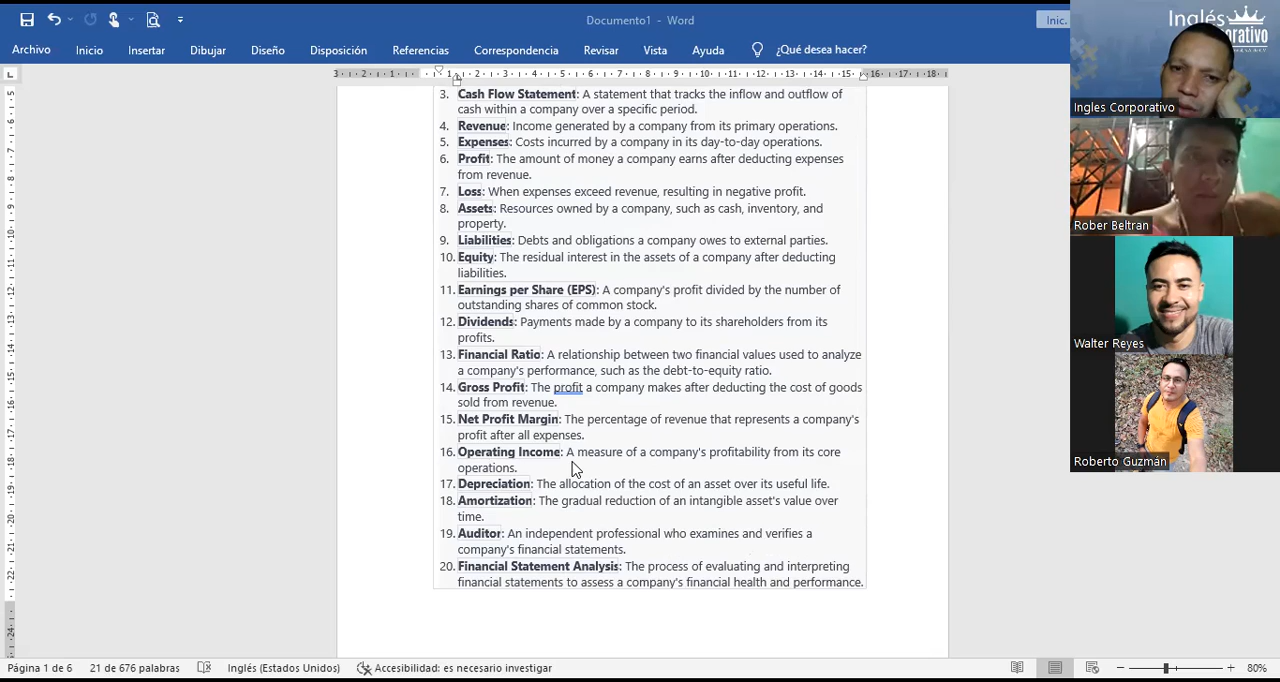 Documento1 - Word
Inic.
Archivo Inicio Insertar Dibujar Diseño Disposición Referencias Correspondencia Revisar Vista Ayuda ¿Qué desea hacer?
3. Cash Flow Statement: A statement that tracks the inflow and outflow of
cash within a company over a specific period.
4. Revenue: Income generated by a company from its primary operations.
5. Expenses: Costs incurred by a company in its day-to-day operations.
6. Profit: The amount of money a company earns after deducting expenses
from revenue.
7. Loss: When expenses exceed revenue, resulting in negative profit.
8. Assets: Resources owned by a company, such as cash, inventory, and
property.
9. Liabilities: Debts and obligations a company owes to external parties.
10. Equity: The residual interest in the assets of a company after deducting
liabilities.
11. Earnings per Share (EPS): A company's profit divided by the number of
outstanding shares of common stock.
12. Dividends: Payments made by a company to its shareholders from its
profits.
13. Financial Ratio: A relationship between two financial values used to analyze
a company's performance, such as the debt-to-equity ratio.
14. Gross Profit: The profit a company makes after deducting the cost of goods
sold from revenue.
15. Net Profit Margin: The percentage of revenue that represents a company's
profit after all expenses.
16. Operating Income: A measure of a company's profitability from its core
operations.
17. Depreciation: The allocation of the cost of an asset over its useful life.
18. Amortization: The gradual reduction of an intangible asset's value over
time.
19. Auditor: An independent professional who examines and verifies a
company's financial statements.
20. Financial Statement Analysis: The process of evaluating and interpreting
financial statements to assess a company's financial health and performance.
Página 1 de 6 21 de 676 palabras Inglés (Estados Unidos) Accesibilidad: es necesario investigar 80%
Inglés
Ingles Corporativo
Rober Beltran
Walter Reyes
Roberto Guzmán